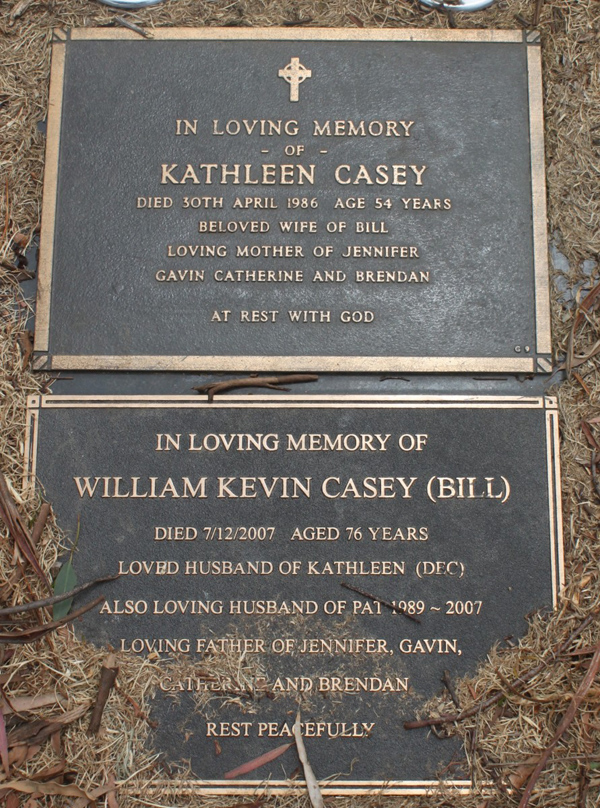 IN LOVING MEMORY
- OF -
KATHLEEN CASEY
DIED 30TH APRIL 1986 AGE 54 YEARS
BELOVED WIFE OF BILL
LOVING MOTHER OF JENNIFER
GAVIN CATHERINE AND BRENDAN
AT REST WITH GOD
G 9
IN LOVING MEMORY OF
WILLIAM KEVIN CASEY (BILL)
DIED 7/12/2007 AGED 76 YEARS
LOVED HUSBAND OF KATHLEEN (DEC)
ALSO LOVING HUSBAND OF PAT 1989 ~ 2007
LOVING FATHER OF JENNIFER, GAVIN,
CATHERINE AND BRENDAN
REST PEACEFULLY